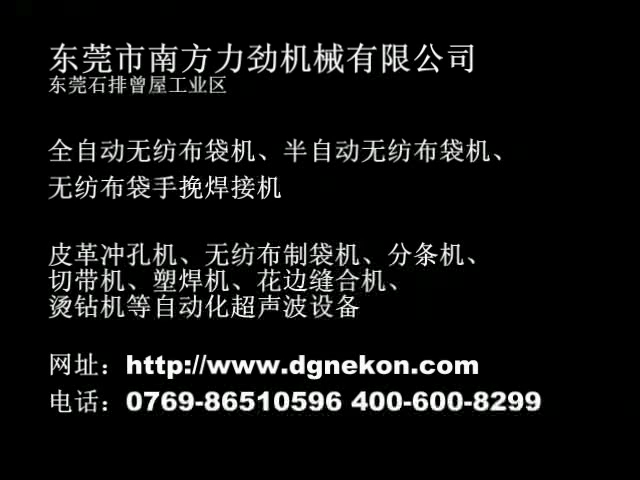 东莞市南方力劲机械有限公司
东莞石排曾屋工业区
全自动无纺布袋机、半自动无纺布袋机、
无纺布袋手挽焊接机
皮革冲孔机、无纺布制袋机、分条机、
切带机、塑焊机、花边缝合机、
烫钻机等自动化超声波设备
网址：http://www.dgnekon.com
电话：0769-86510596 400-600-8299